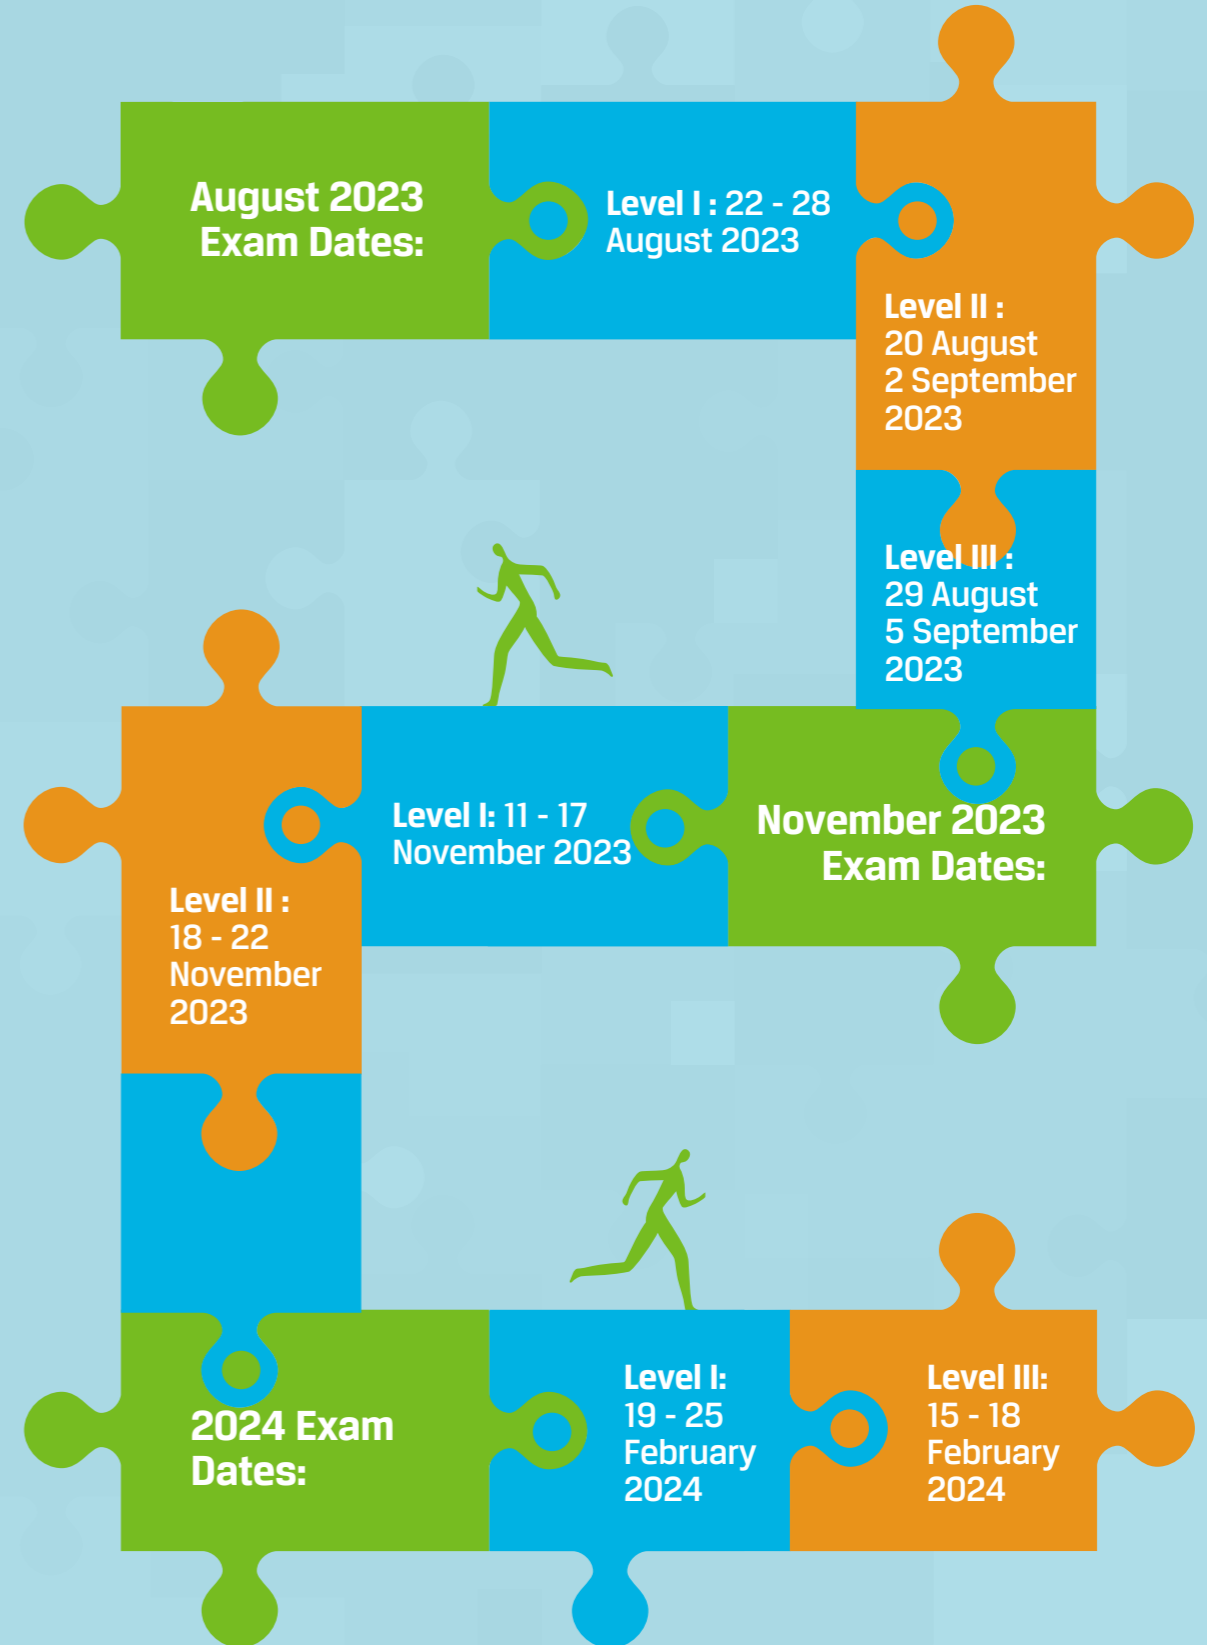 August 2023
Exam Dates:
Level I : 22 - 28
August 2023
Level II :
20 August
2 September
2023
Level III :
29 August
5 September
2023
November 2023
Exam Dates:
Level I: 11 - 17
November 2023
Level II :
18 - 22
November
2023
2024 Exam
Dates:
Level I:
19 - 25
February
2024
Level III:
15 - 18
February
2024